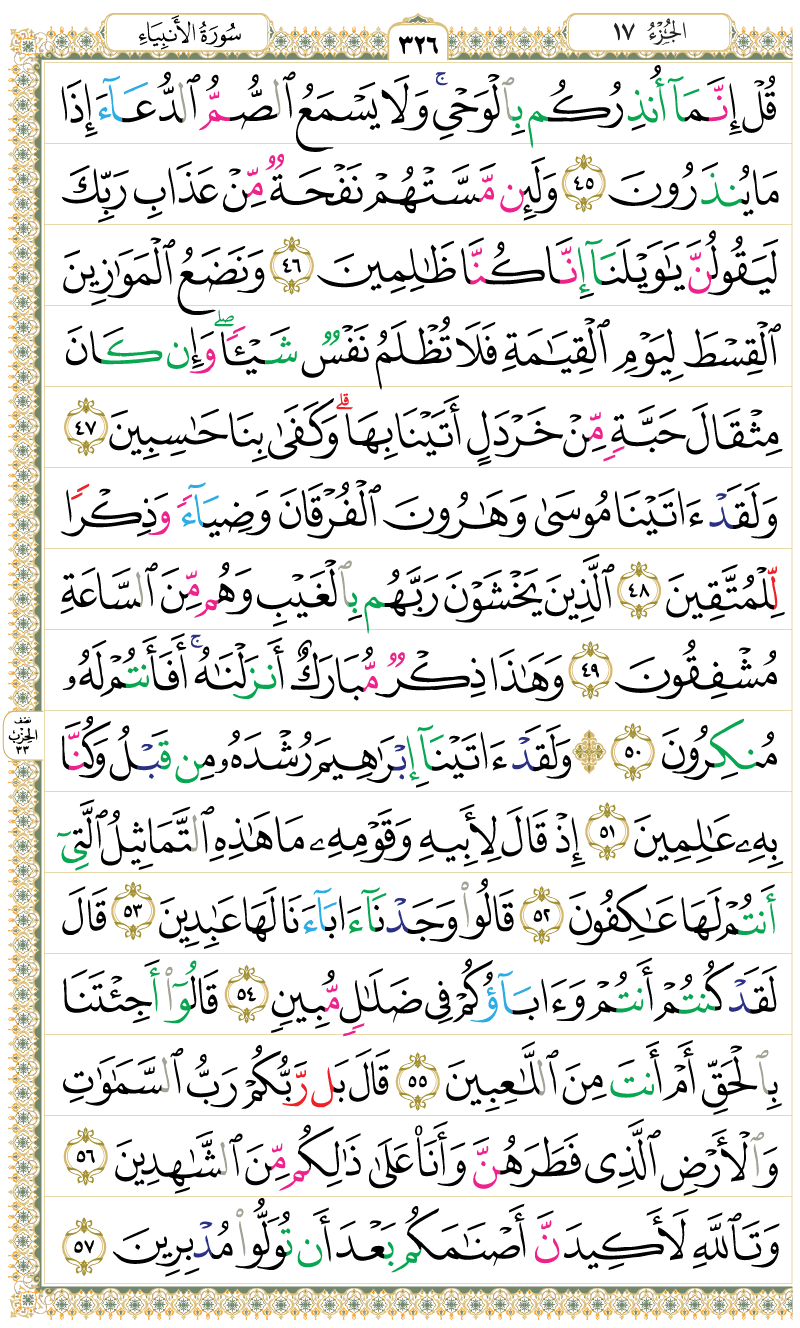 سُورَةُ الأَنبِيَاءِ ٣٢٦ الجُزْءُ ١٧
قُلْ إِنَّمَآ أُنذِرُكُم بِٱلْوَحْىِ ۚ وَلَا يَسْمَعُ ٱلصُّمُّ ٱلدُّعَآءَ إِذَا
مَا يُنذَرُونَ ٤٥ وَلَئِن مَّسَّتْهُمْ نَفْحَةٌ مِّنْ عَذَابِ رَبِّكَ
لَيَقُولُنَّ يَٰوَيْلَنَآ إِنَّا كُنَّا ظَٰلِمِينَ ٤٦ وَنَضَعُ ٱلْمَوَٰزِينَ
ٱلْقِسْطَ لِيَوْمِ ٱلْقِيَٰمَةِ فَلَا تُظْلَمُ نَفْسٌ شَيْـًٔا ۖ وَإِن كَانَ
مِثْقَالَ حَبَّةٍ مِّنْ خَرْدَلٍ أَتَيْنَا بِهَا ۗ وَكَفَىٰ بِنَا حَٰسِبِينَ ٤٧
وَلَقَدْ ءَاتَيْنَا مُوسَىٰ وَهَٰرُونَ ٱلْفُرْقَانَ وَضِيَآءً وَذِكْرًا
لِّلْمُتَّقِينَ ٤٨ ٱلَّذِينَ يَخْشَوْنَ رَبَّهُم بِٱلْغَيْبِ وَهُم مِّنَ ٱلسَّاعَةِ
مُشْفِقُونَ ٤٩ وَهَٰذَا ذِكْرٌ مُّبَارَكٌ أَنزَلْنَٰهُ ۚ أَفَأَنتُمْ لَهُۥ
مُنكِرُونَ ٥٠ ۞ وَلَقَدْ ءَاتَيْنَآ إِبْرَٰهِيمَ رُشْدَهُۥ مِن قَبْلُ وَكُنَّا
نصف الحزب ٣٣
بِهِۦ عَٰلِمِينَ ٥١ إِذْ قَالَ لِأَبِيهِ وَقَوْمِهِۦ مَا هَٰذِهِ ٱلتَّمَاثِيلُ ٱلَّتِىٓ
أَنتُمْ لَهَا عَٰكِفُونَ ٥٢ قَالُوا۟ وَجَدْنَآ ءَابَآءَنَا لَهَا عَٰبِدِينَ ٥٣ قَالَ
لَقَدْ كُنتُمْ أَنتُمْ وَءَابَآؤُكُمْ فِى ضَلَٰلٍ مُّبِينٍ ٥٤ قَالُوٓا۟ أَجِئْتَنَا
بِٱلْحَقِّ أَمْ أَنتَ مِنَ ٱللَّٰعِبِينَ ٥٥ قَالَ بَل رَّبُّكُمْ رَبُّ ٱلسَّمَٰوَٰتِ
وَٱلْأَرْضِ ٱلَّذِى فَطَرَهُنَّ وَأَنَا۠ عَلَىٰ ذَٰلِكُم مِّنَ ٱلشَّٰهِدِينَ ٥٦
وَتَٱللَّهِ لَأَكِيدَنَّ أَصْنَٰمَكُم بَعْدَ أَن تُوَلُّوا۟ مُدْبِرِينَ ٥٧